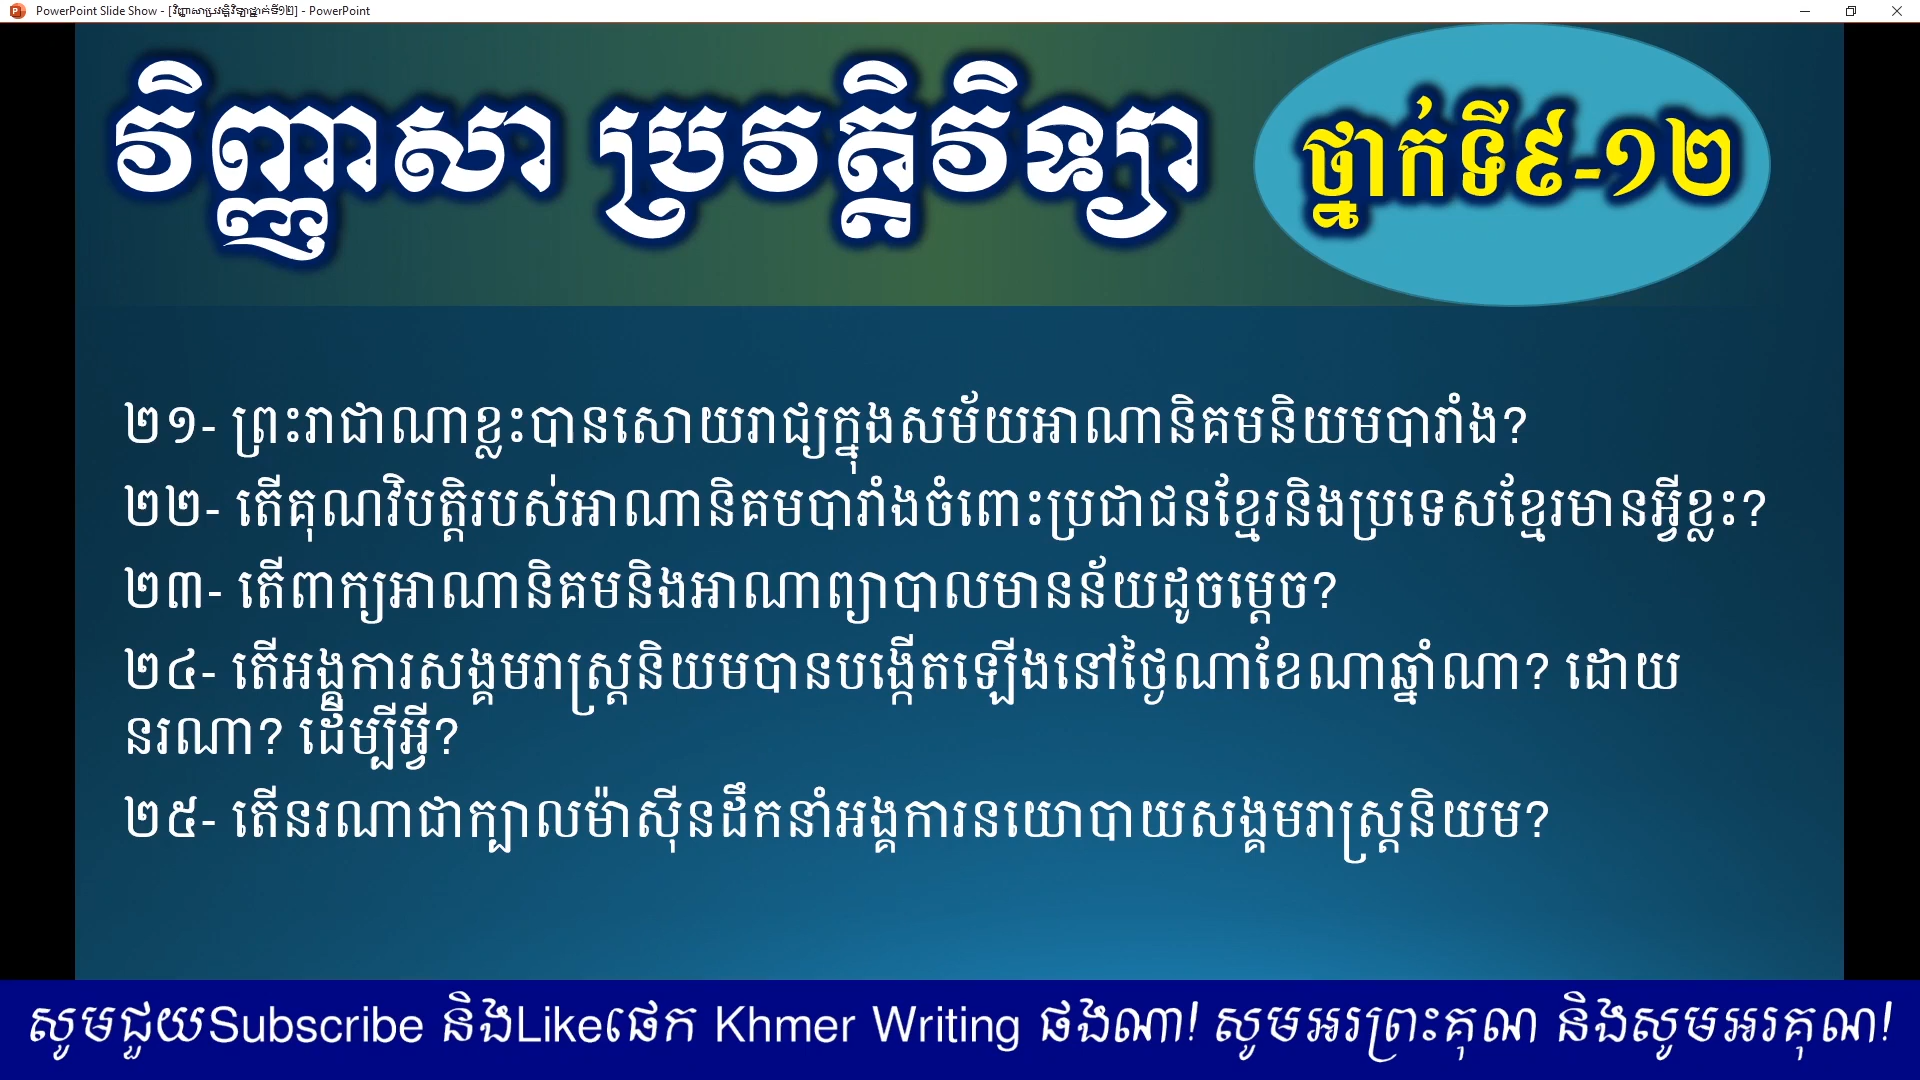 PowerPoint Slide Show - [វិញ្ញាសាប្រវត្តិវិទ្យាថ្នាក់ទី១២] - PowerPoint
វិញ្ញាសា ប្រវត្តិវិទ្យា ថ្នាក់ទី៩-១២
២១- ព្រះរាជាណាខ្លះបានសោយរាជ្យក្នុងសម័យអាណានិគមនិយមបារាំង?
២២- តើគុណវិបត្តិរបស់អាណានិគមបារាំងចំពោះប្រជាជនខ្មែរនិងប្រទេសខ្មែរមានអ្វីខ្លះ?
២៣- តើពាក្យអាណានិគមនិងអាណាព្យាបាលមានន័យដូចម្តេច?
២៤- តើអង្គការសង្គមរាស្ត្រនិយមបានបង្កើតឡើងនៅថ្ងៃណាខែណាឆ្នាំណា? ដោយ
នរណា? ដើម្បីអ្វី?
២៥- តើនរណាជាក្បាលម៉ាស៊ីនដឹកនាំអង្គការនយោបាយសង្គមរាស្ត្រនិយម?
សូមជួយSubscribe និងLikeផេក Khmer Writing ផងណា! សូមអរព្រះគុណ និងសូមអរគុណ!